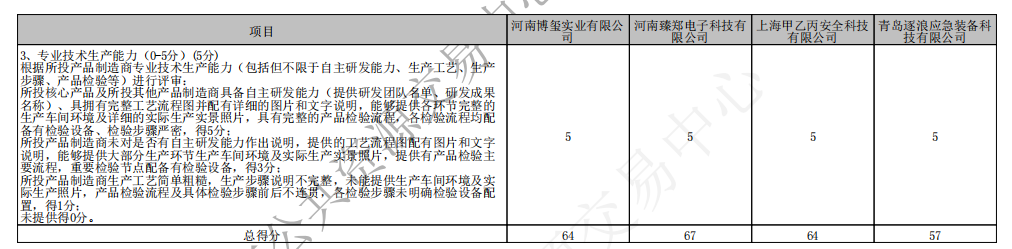 项目
河南博玺实业有限公
司
河南臻郑电子科技有
限公司
上海甲乙丙安全科技
有限公司
青岛逐浪应急装备科
技有限公司
3、专业技术生产能力（0-5分）(5分)
根据所投产品制造商专业技术生产能力（包括但不限于自主研发能力、生产工艺、生产
步骤、产品检验等）进行评审：
所投核心产品及所投其他产品制造商具备自主研发能力（提供研发团队名单、研发成果
名称）、具拥有完整工艺流程图并配有详细的图片和文字说明，能够提供各环节完整的
生产车间环境及详细的实际生产实景照片，具有完整的产品检验流程，各检验流程均配
备有检验设备、检验步骤严密，得5分；
所投产品制造商未对是否有自主研发能力作出说明，提供的工艺流程图配有图片和文字
说明，能够提供大部分生产环节生产车间环境及实际生产实景照片，提供有产品检验主
要流程，重要检验节点配备有检验设备，得3分；
所投产品制造商生产工艺简单粗糙，生产步骤说明不完整，未能提供生产车间环境及实
际生产照片，产品检验流程及具体检验步骤前后不连贯，各检验步骤未明确检验设备配
置，得1分；
未提供得0分。
5
5
5
5
总得分
64
67
64
57
公共资源交易中心
交易中心